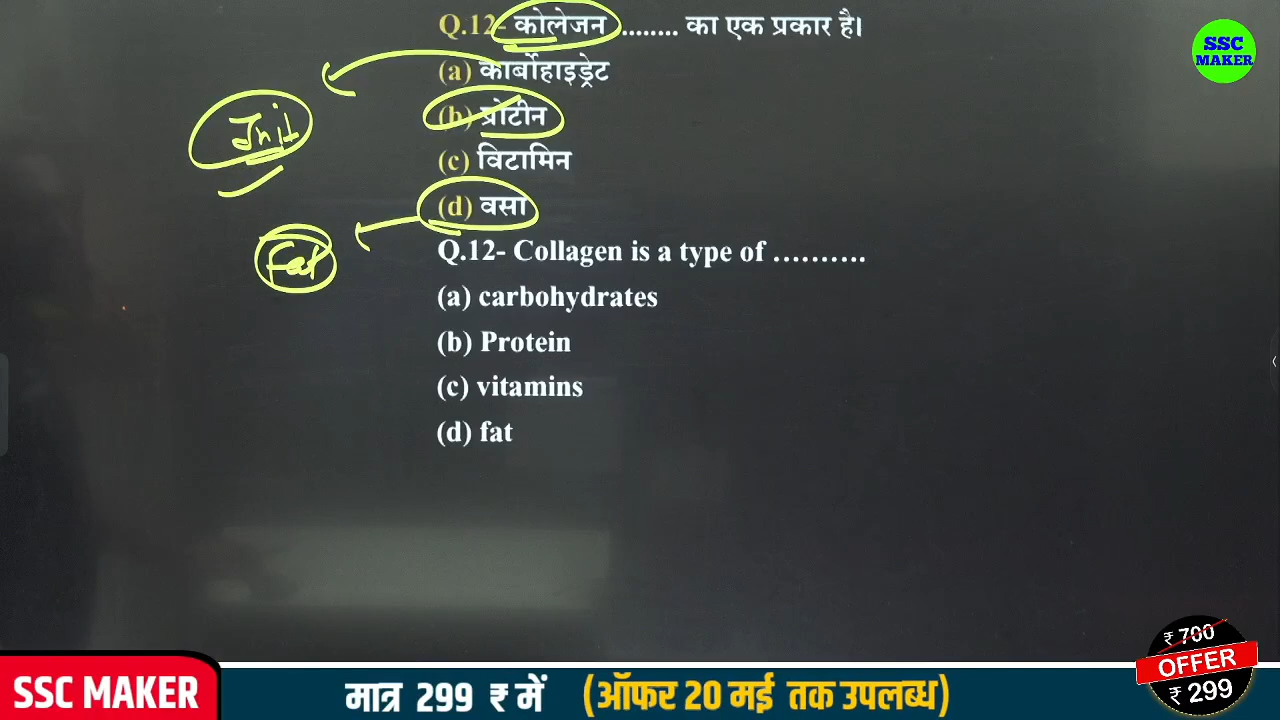 Q.12- कोलेजन ........ का एक प्रकार है।
(a) कार्बोहाइड्रेट
(b) प्रोटीन
(c) विटामिन
(d) वसा
Fat
Q.12- Collagen is a type of ..........
(a) carbohydrates
(b) Protein
(c) vitamins
(d) fat
SSC
MAKER
₹ 700
OFFER
₹ 299
SSC MAKER
मात्र 299 ₹ में (ऑफर 20 मई तक उपलब्ध)